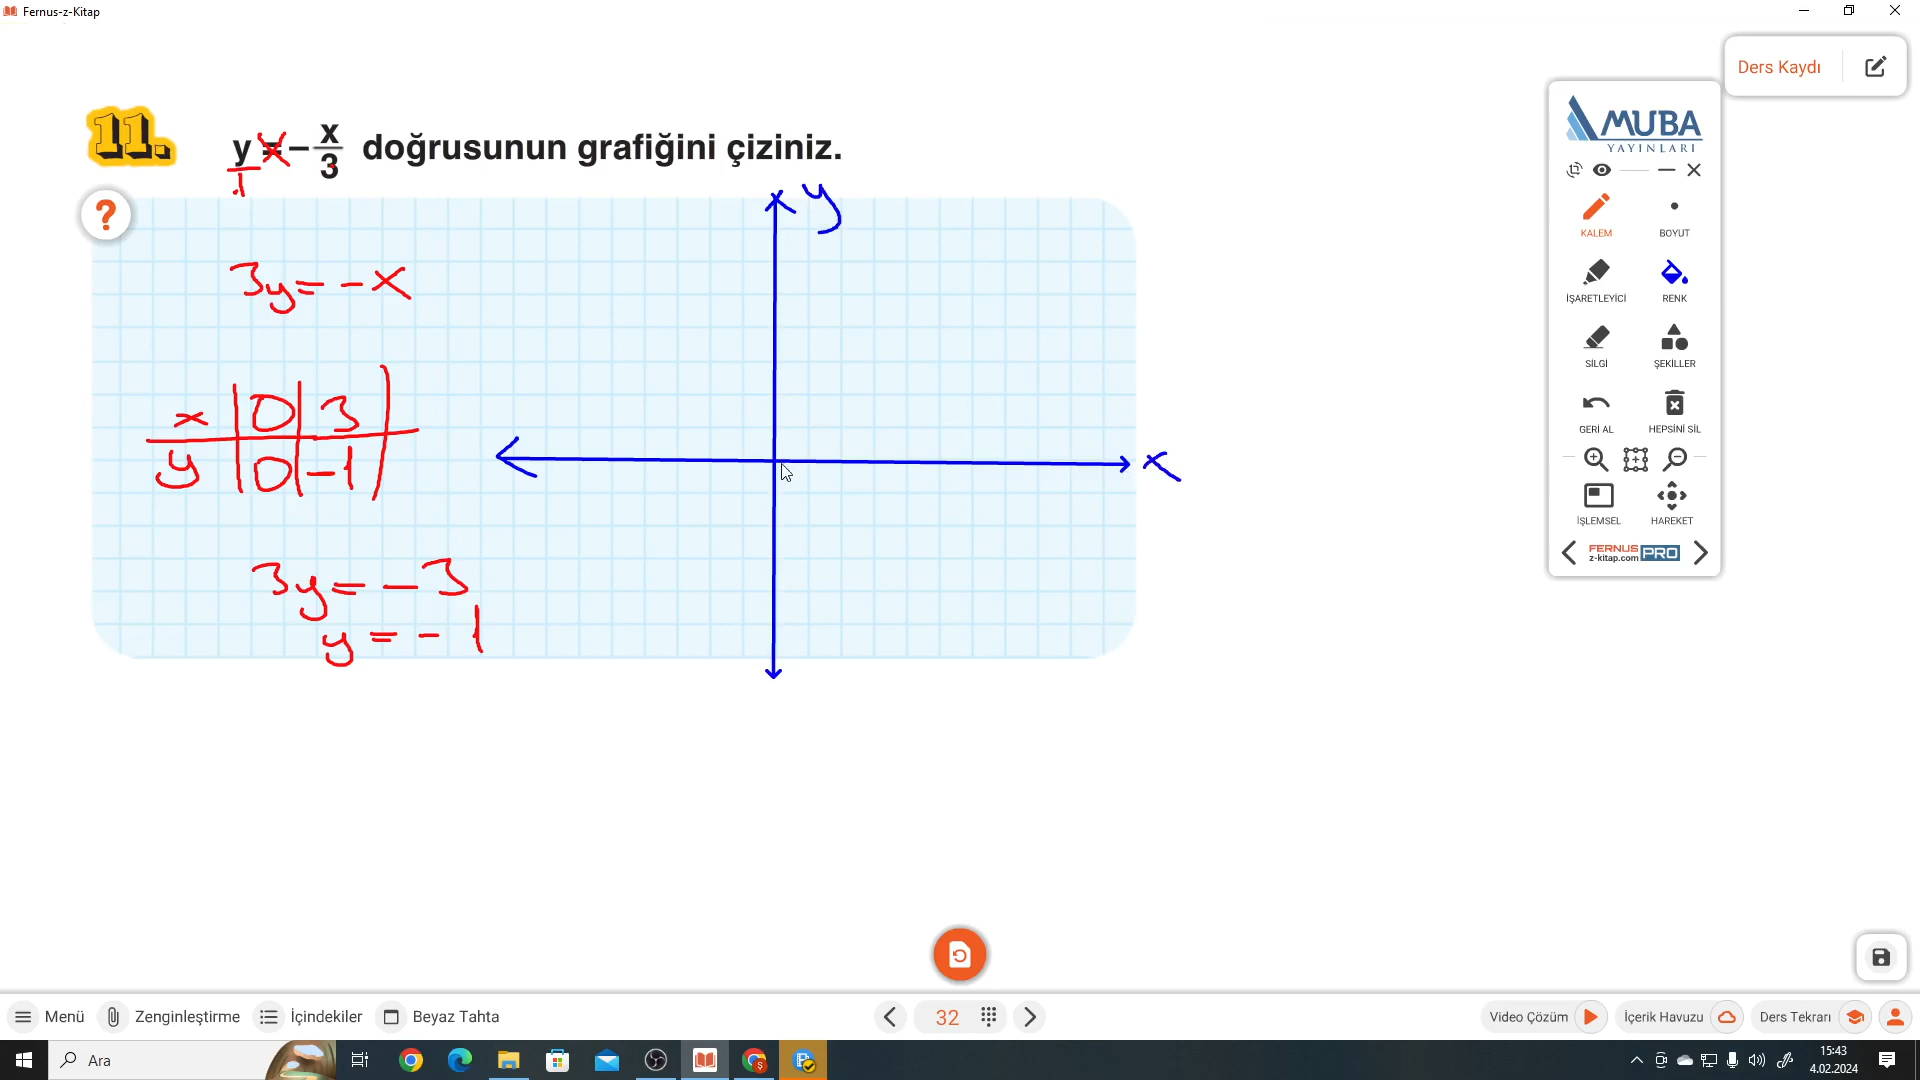 Fernus-z-Kitap
Ders Kaydı
11.
y = - x/3 doğrusunun grafiğini çiziniz.
1
?
y
3y = - x
x 0 3
y 0 -1
x
3y = - 3
y = - 1
MUBA
YAYINLARI
KALEM BOYUT
İŞARETLEYİCİ RENK
SİLGİ ŞEKİLLER
GERİ AL HEPSİNİ SİL
İŞLEMSEL HAREKET
FERNUS PRO
z-kitap.com
Menü Zenginleştirme İçindekiler Beyaz Tahta 32 Video Çözüm İçerik Havuzu Ders Tekrarı
Ara
15:43
4.02.2024